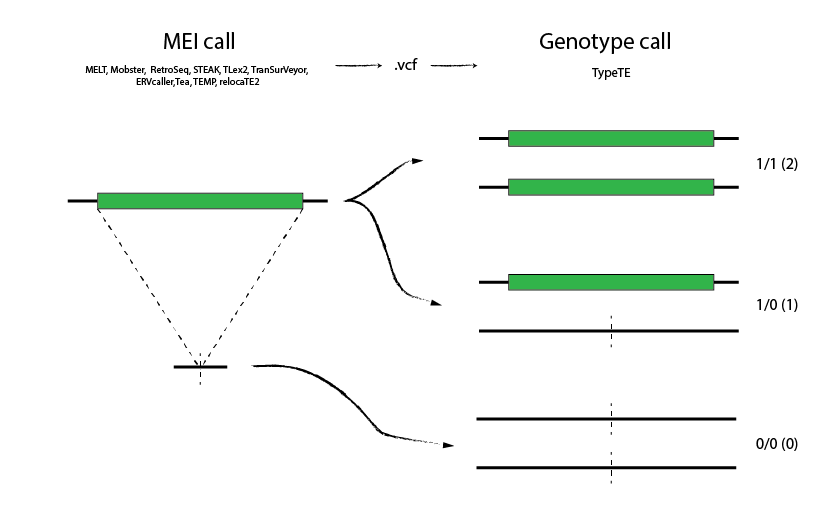 MEI call
MELT, Mobster, RetroSeq, STEAK, TLex2, TranSurVeyor,
ERVcaller,Tea, TEMP, relocaTE2
.vcf
Genotype call
TypeTE
1/1 (2)
1/0 (1)
0/0 (0)